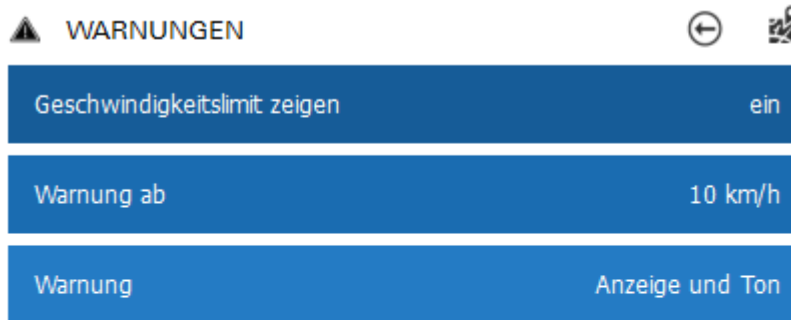 WARNUNGEN
Geschwindigkeitslimit zeigen ein
Warnung ab 10 km/h
Warnung Anzeige und Ton